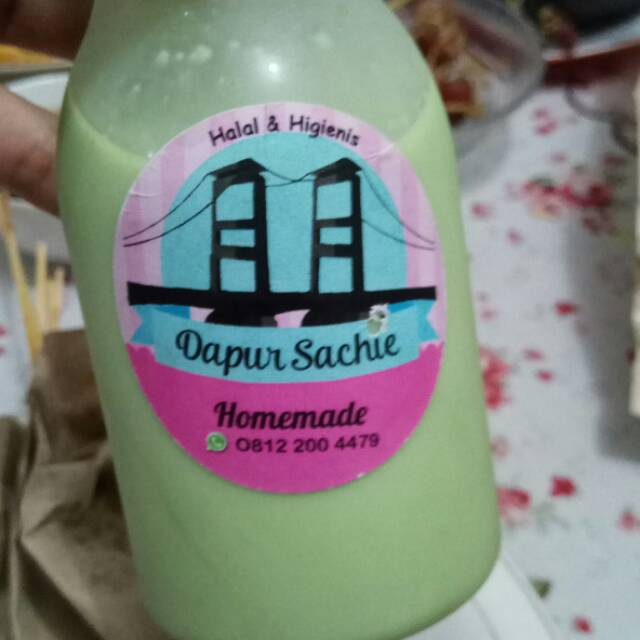 Halal & Higienis
Dapur Sachie
Homemade
0812 200 4479